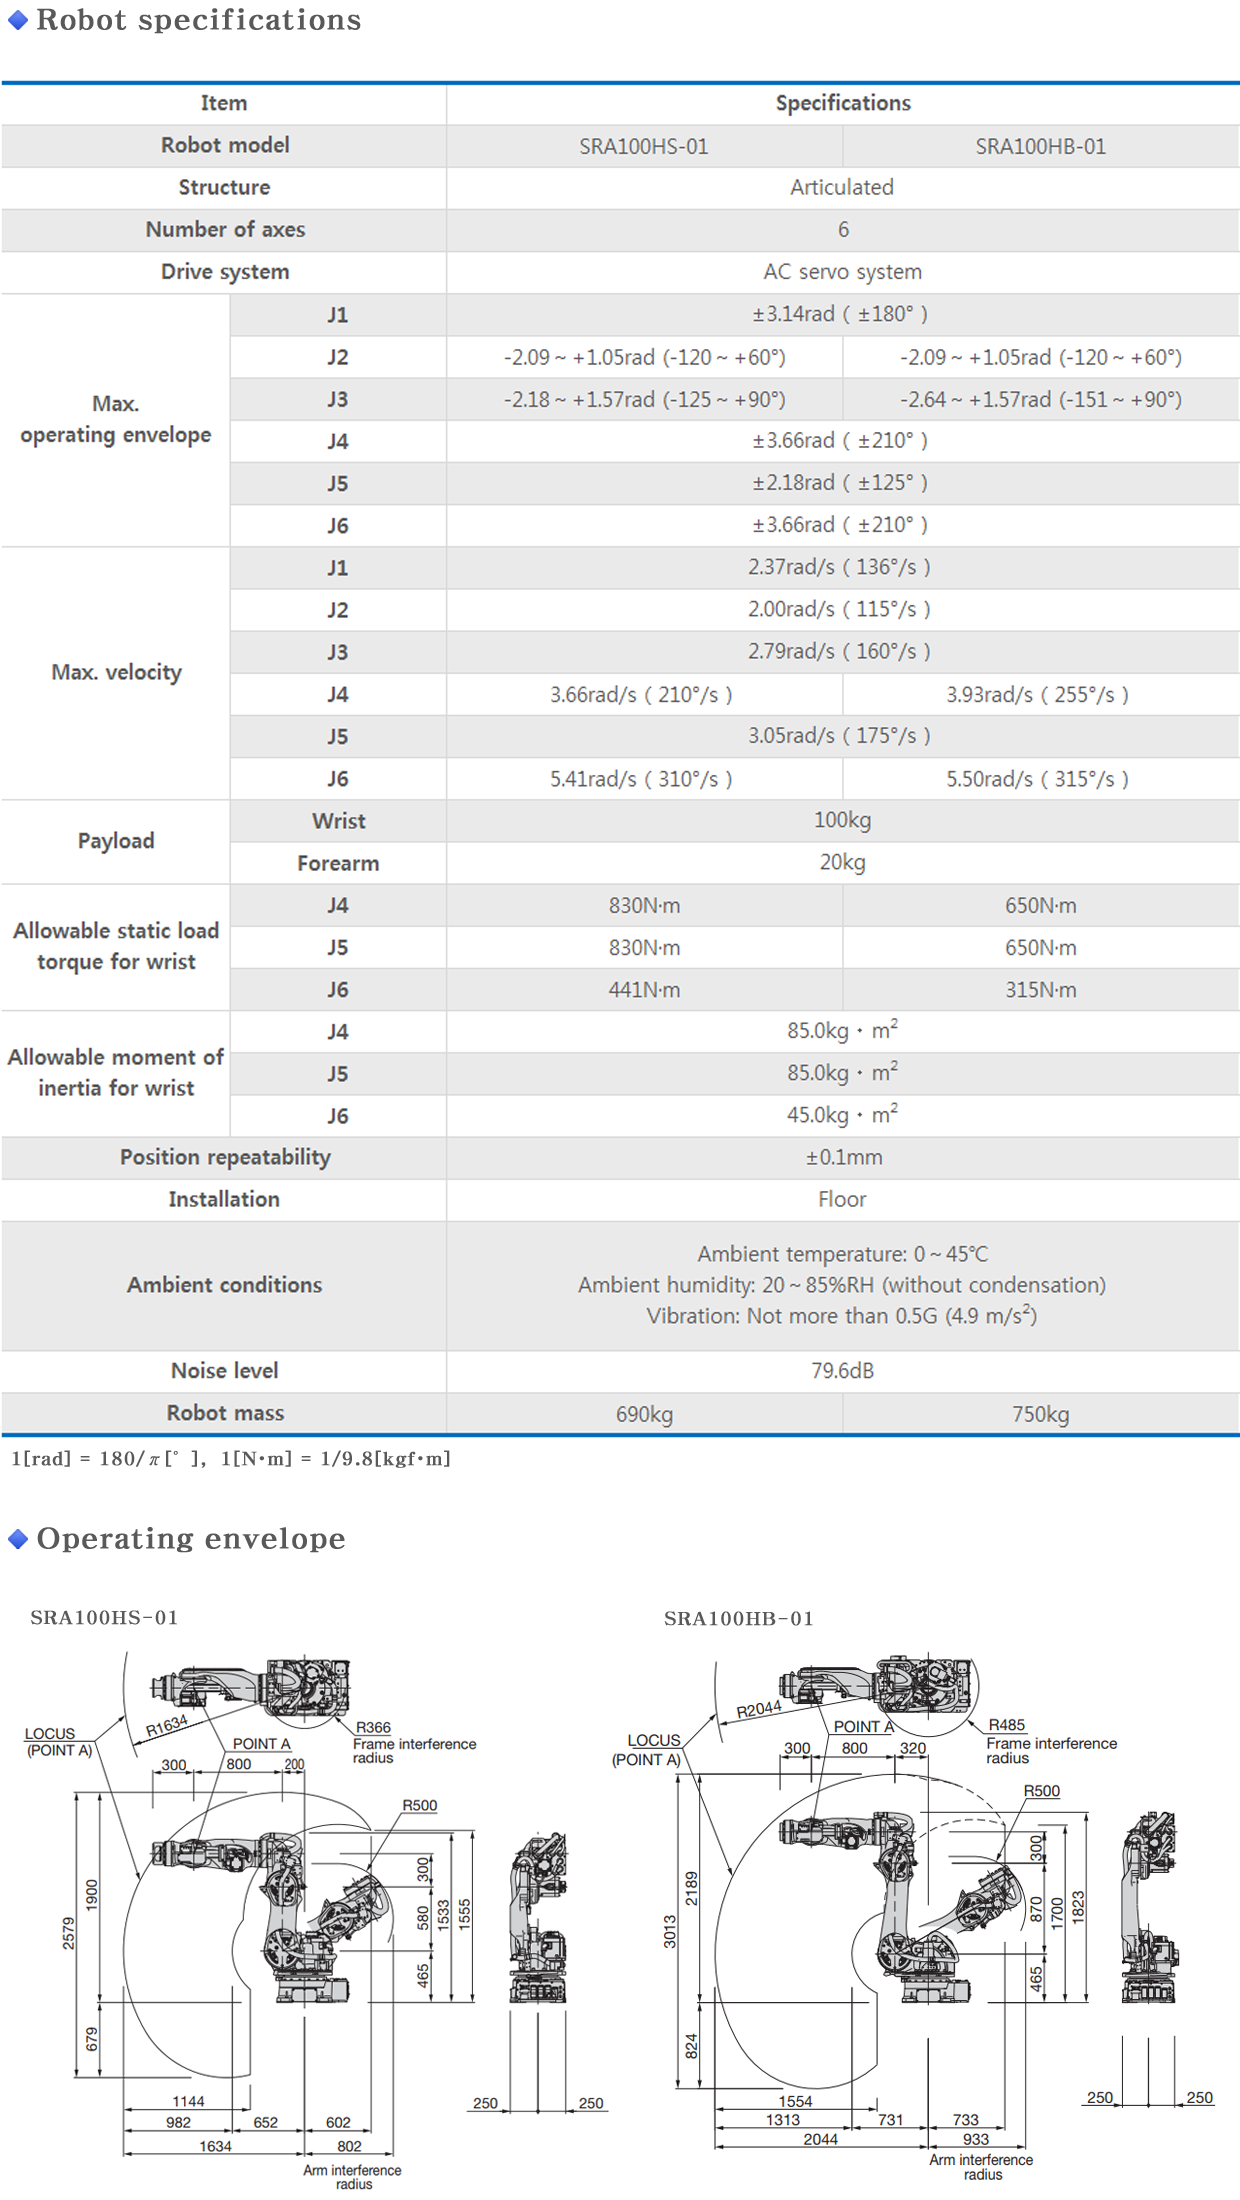 Robot specifications
Item Specifications
Robot model SRA100HS-01 SRA100HB-01
Structure Articulated
Number of axes 6
Drive system AC servo system
Max. operating envelope
J1 ±3.14rad ( ±180° )
J2 -2.09 ~ +1.05rad (-120 ~ +60°) -2.09 ~ +1.05rad (-120 ~ +60°)
J3 -2.18 ~ +1.57rad (-125 ~ +90°) -2.64 ~ +1.57rad (-151 ~ +90°)
J4 ±3.66rad ( ±210° )
J5 ±2.18rad ( ±125° )
J6 ±3.66rad ( ±210° )
Max. velocity
J1 2.37rad/s ( 136°/s )
J2 2.00rad/s ( 115°/s )
J3 2.79rad/s ( 160°/s )
J4 3.66rad/s ( 210°/s ) 3.93rad/s ( 255°/s )
J5 3.05rad/s ( 175°/s )
J6 5.41rad/s ( 310°/s ) 5.50rad/s ( 315°/s )
Payload
Wrist 100kg
Forearm 20kg
Allowable static load
torque for wrist
J4 830N·m 650N·m
J5 830N·m 650N·m
J6 441N·m 315N·m
Allowable moment of
inertia for wrist
J4 85.0kg・m²
J5 85.0kg・m²
J6 45.0kg・m²
Position repeatability ±0.1mm
Installation Floor
Ambient conditions
Ambient temperature: 0 ~ 45℃
Ambient humidity: 20 ~ 85%RH (without condensation)
Vibration: Not more than 0.5G (4.9 m/s²)
Noise level 79.6dB
Robot mass 690kg 750kg
1[rad] = 180/π[° ], 1[N·m] = 1/9.8[kgf·m]
Operating envelope
SRA100HS-01
LOCUS
(POINT A)
R1634
POINT A
R366
Frame interference
radius
300 800 200
R500
2579
1900
679
300
580
465
1533
1555
1144
982 652 602
1634 802
Arm interference
radius
250 250
SRA100HB-01
LOCUS
(POINT A)
R2044
POINT A
R485
Frame interference
radius
300 800 320
R500
3013
2189
824
300
870
465
1700
1823
1554
1313 731 733
2044 933
Arm interference
radius
250 250